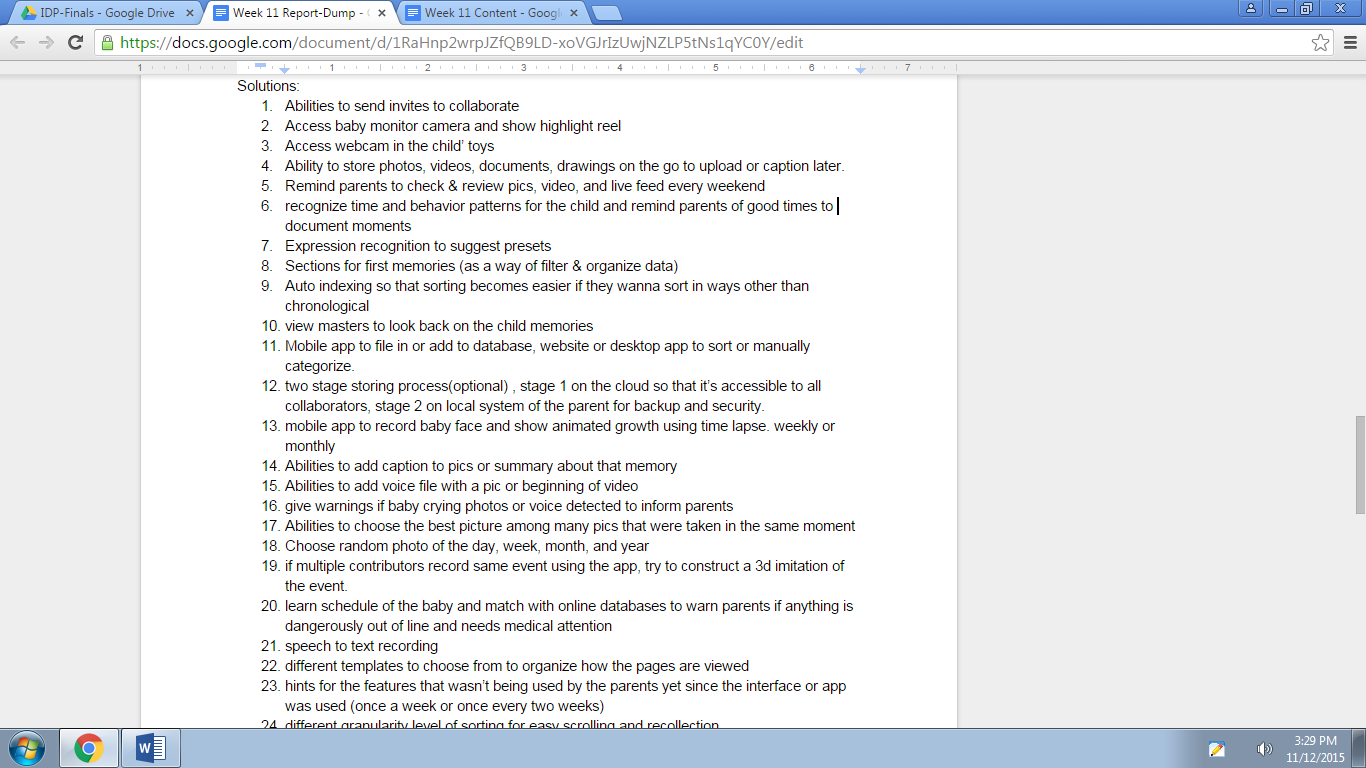 IDP-Finals - Google Drive
Week 11 Report-Dump -
Week 11 Content - Googl
https://docs.google.com/document/d/1RaHnp2wrpJZfQB9LD-xoVGJrIzUwjNZLP5tNs1qYC0Y/edit
1 1 2 3 4 5 6 7
Solutions:
1. Abilities to send invites to collaborate
2. Access baby monitor camera and show highlight reel
3. Access webcam in the child’ toys
4. Ability to store photos, videos, documents, drawings on the go to upload or caption later.
5. Remind parents to check & review pics, video, and live feed every weekend
6. recognize time and behavior patterns for the child and remind parents of good times to
document moments
7. Expression recognition to suggest presets
8. Sections for first memories (as a way of filter & organize data)
9. Auto indexing so that sorting becomes easier if they wanna sort in ways other than
chronological
10. view masters to look back on the child memories
11. Mobile app to file in or add to database, website or desktop app to sort or manually
categorize.
12. two stage storing process(optional) , stage 1 on the cloud so that it’s accessible to all
collaborators, stage 2 on local system of the parent for backup and security.
13. mobile app to record baby face and show animated growth using time lapse. weekly or
monthly
14. Abilities to add caption to pics or summary about that memory
15. Abilities to add voice file with a pic or beginning of video
16. give warnings if baby crying photos or voice detected to inform parents
17. Abilities to choose the best picture among many pics that were taken in the same moment
18. Choose random photo of the day, week, month, and year
19. if multiple contributors record same event using the app, try to construct a 3d imitation of
the event.
20. learn schedule of the baby and match with online databases to warn parents if anything is
dangerously out of line and needs medical attention
21. speech to text recording
22. different templates to choose from to organize how the pages are viewed
23. hints for the features that wasn’t being used by the parents yet since the interface or app
was used (once a week or once every two weeks)
24. different granularity level of sorting for easy scrolling and recollection
3:29 PM
11/12/2015